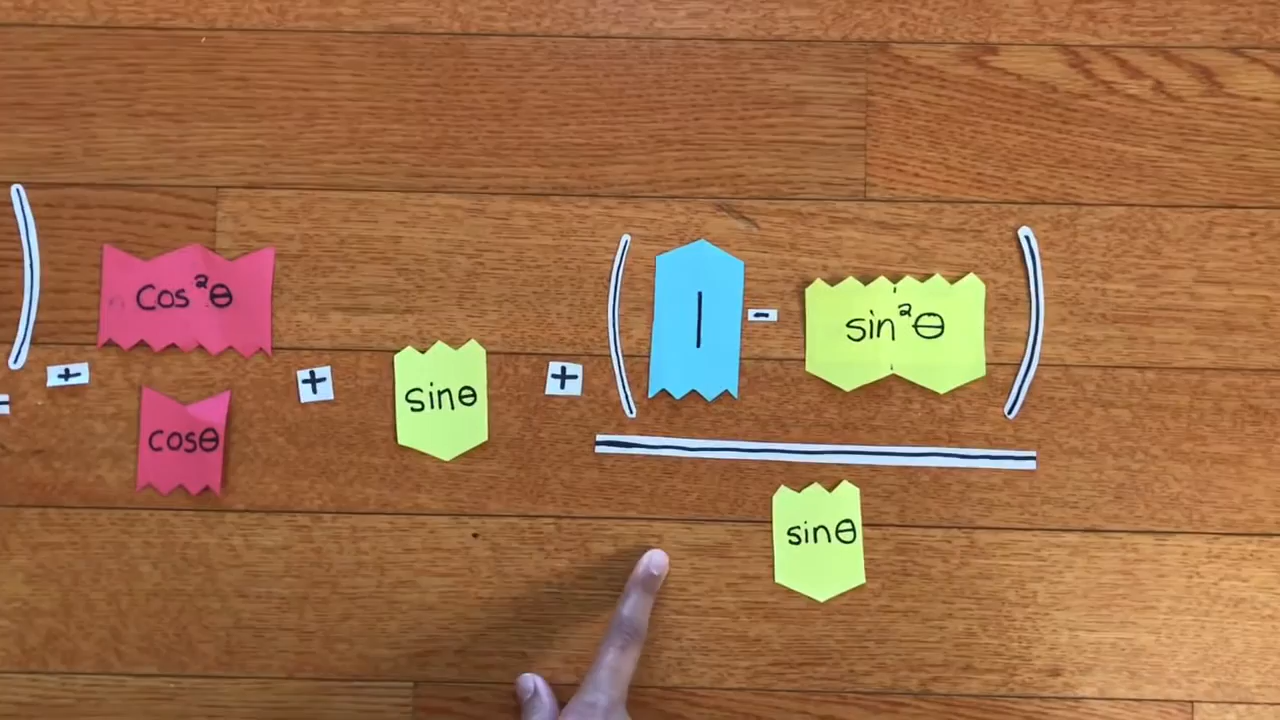 ) + cos²θ + sinθ + ( 1 - sin²θ )
cosθ
sinθ